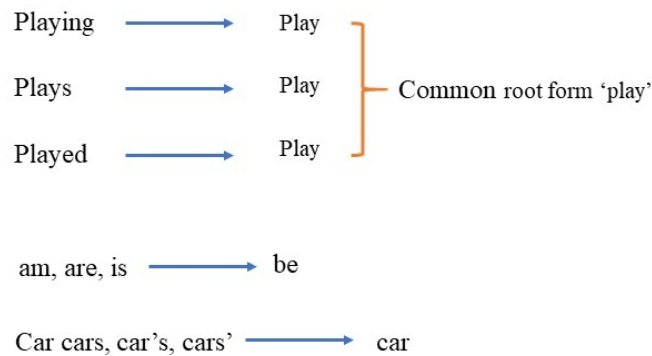 Playing Play
Plays Play Common root form ‘play’
Played Play
am, are, is be
Car cars, car’s, cars’ car